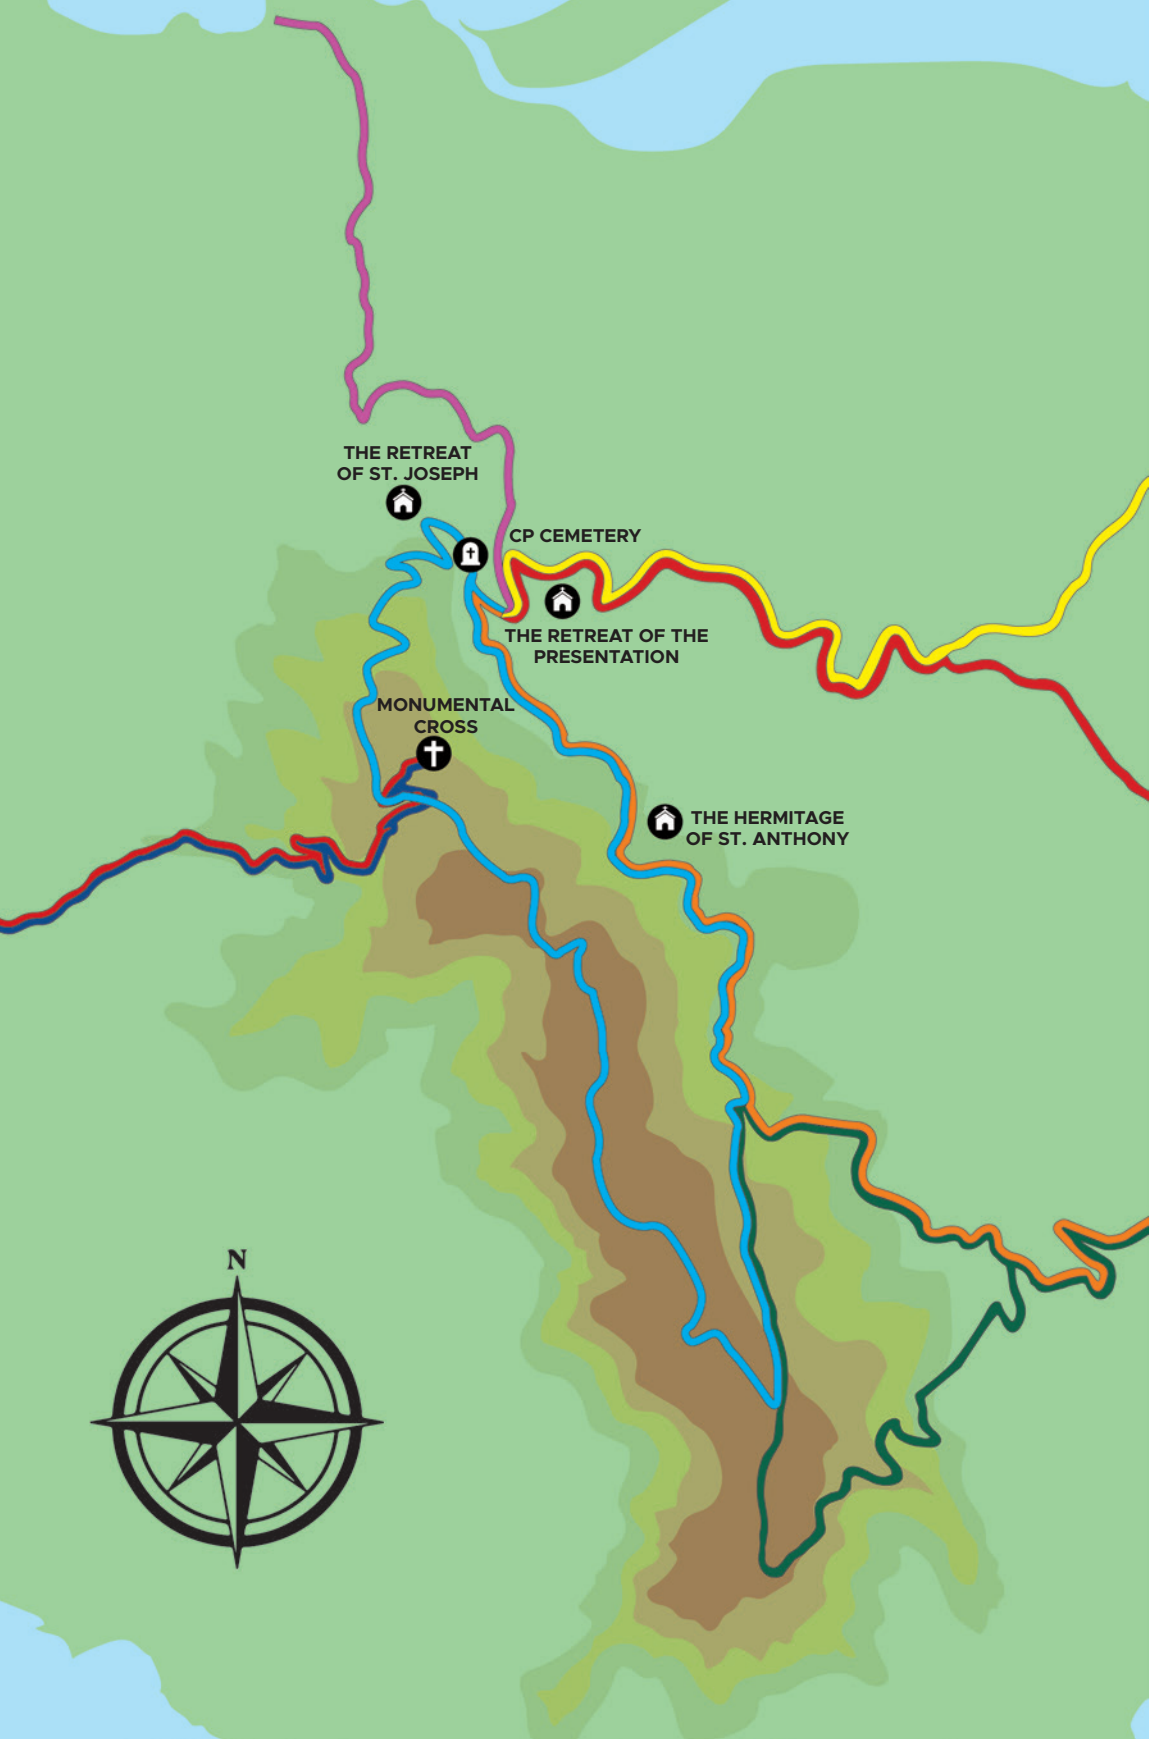 THE RETREAT
OF ST. JOSEPH
CP CEMETERY
THE RETREAT OF THE
PRESENTATION
MONUMENTAL
CROSS
THE HERMITAGE
OF ST. ANTHONY
N